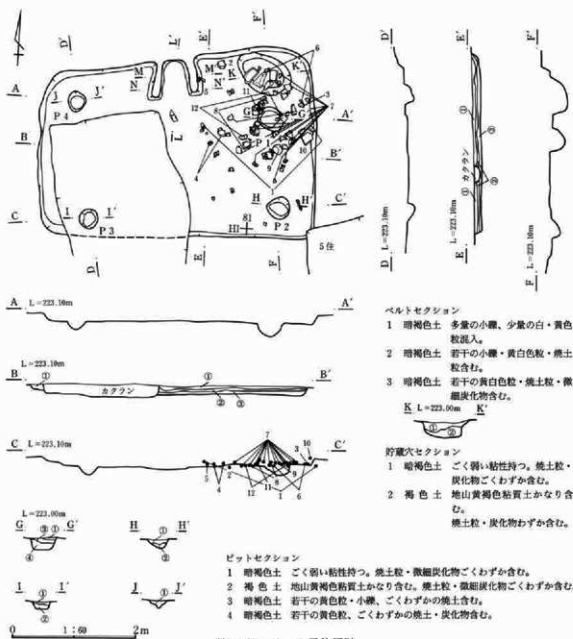 D'
L'
E'
F'
A
B
C
M
M'
N
N'
I
J'
P 4
K
K'
G
G'
L
P 1
A'
B'
C'
H
H'
P 2
P 3
I
I'
81
HI
5住
D
E
F
D'
E'
F'
カクラン
L=223.10m
L=223.10m
L=223.10m
D
E
F
A
L=223.10m
A'
B
L=223.10m
B'
カクラン
C
L=223.10m
C'
ベルトセクション
1 暗褐色土 多量の小礫、少量の白・黄色
粒混入。
2 暗褐色土 若干の小礫・黄白色粒・焼土
粒含む。
3 暗褐色土 若干の黄白色粒・焼土粒・微
細炭化物含む。
K L=223.00m K'
貯蔵穴セクション
1 暗褐色土 ごく弱い粘性持つ。焼土粒・
炭化物ごくわずか含む。
2 褐色土 地山黄褐色粘質土かなり含
む。
焼土粒・炭化物わずか含む。
L=223.00m
G G' H H'
I I' J J'
ピットセクション
1 暗褐色土 ごく弱い粘性持つ。焼土粒・微細炭化物ごくわずか含む。
2 褐色土 地山黄褐色粘質土かなり含む。焼土粒・微細炭化物ごくわずか含む。
3 暗褐色土 若干の黄色粒・小礫、ごくわずかの焼土含む。
4 暗褐色土 若干の黄色粒、ごくわずかの焼土・炭化物含む。
0 1:60 2m